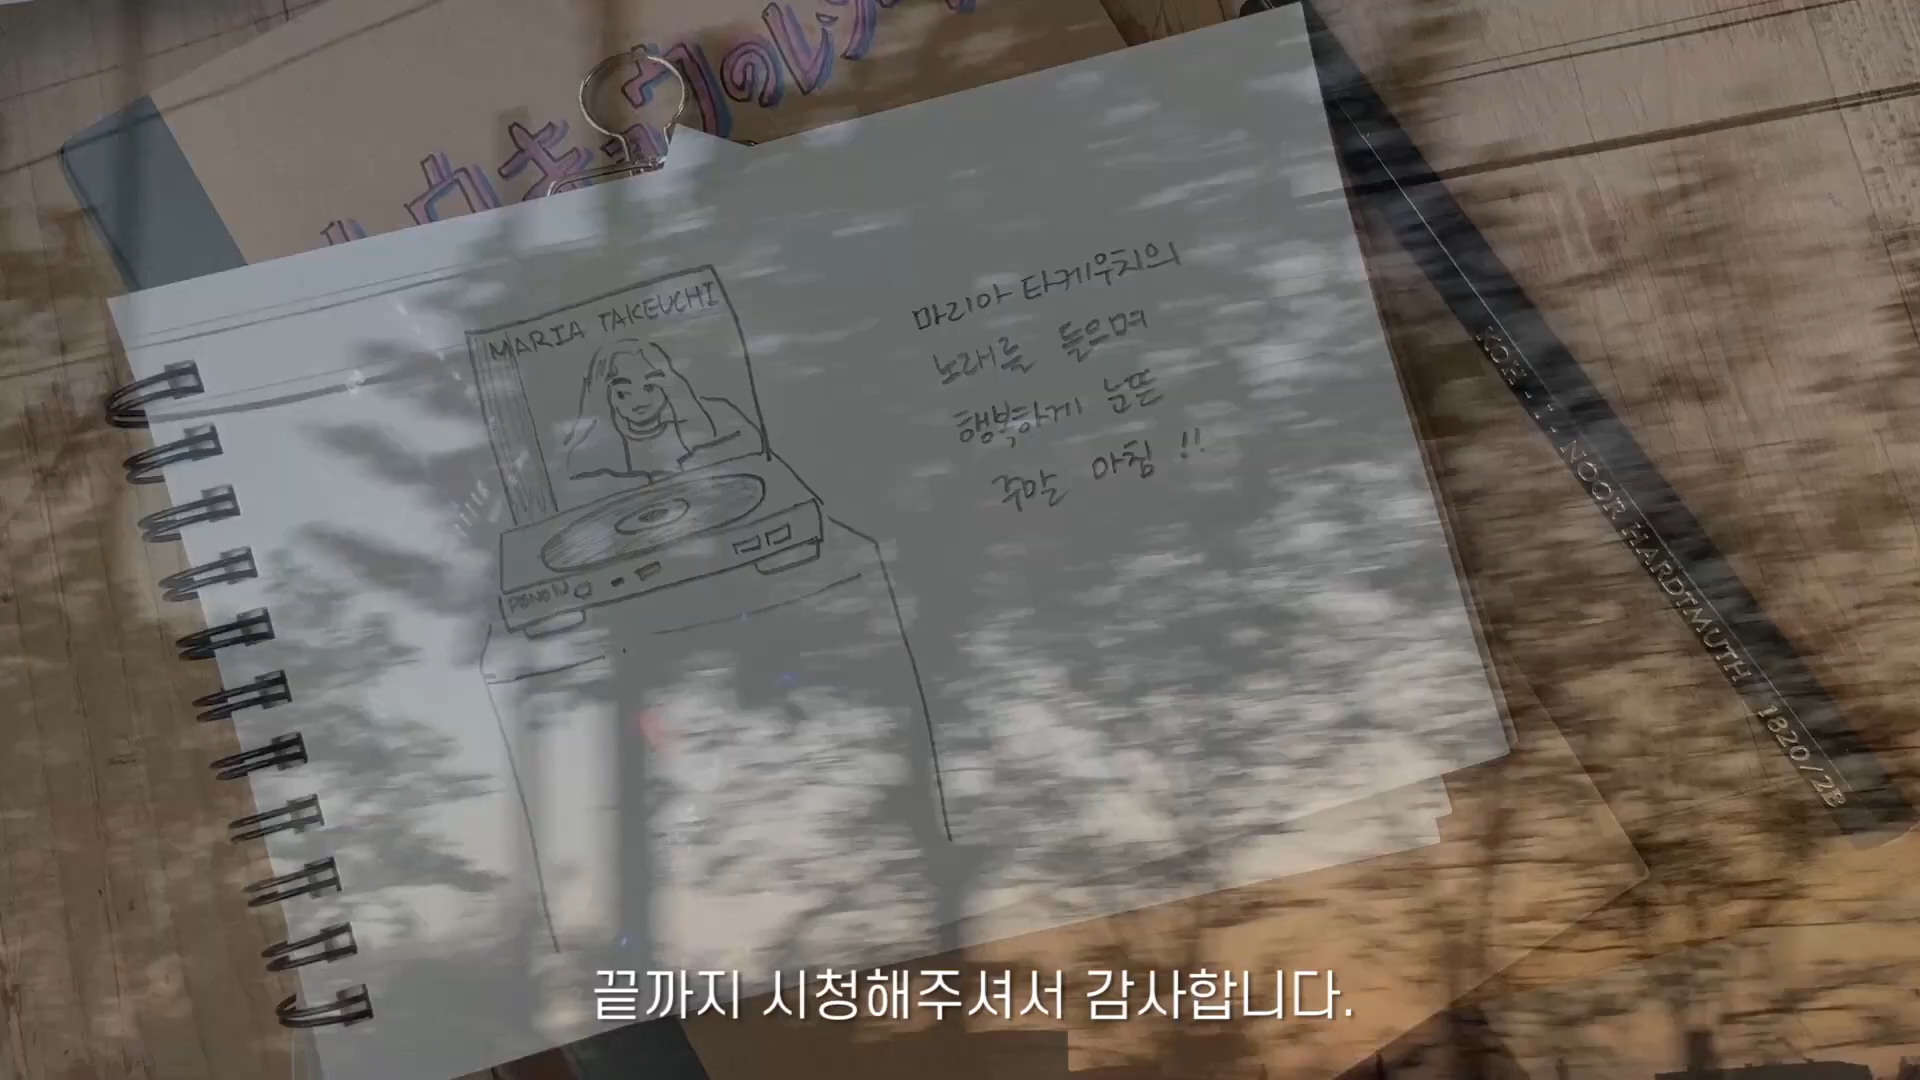 MARIA TAKEUCHI
마리아 타케우치의
노래를 들으며
행복하게 눈뜬
주말 아침 !!
DENON
KOH-I-NOOR HARDTMUTH 1820/2B
끝까지 시청해주셔서 감사합니다.